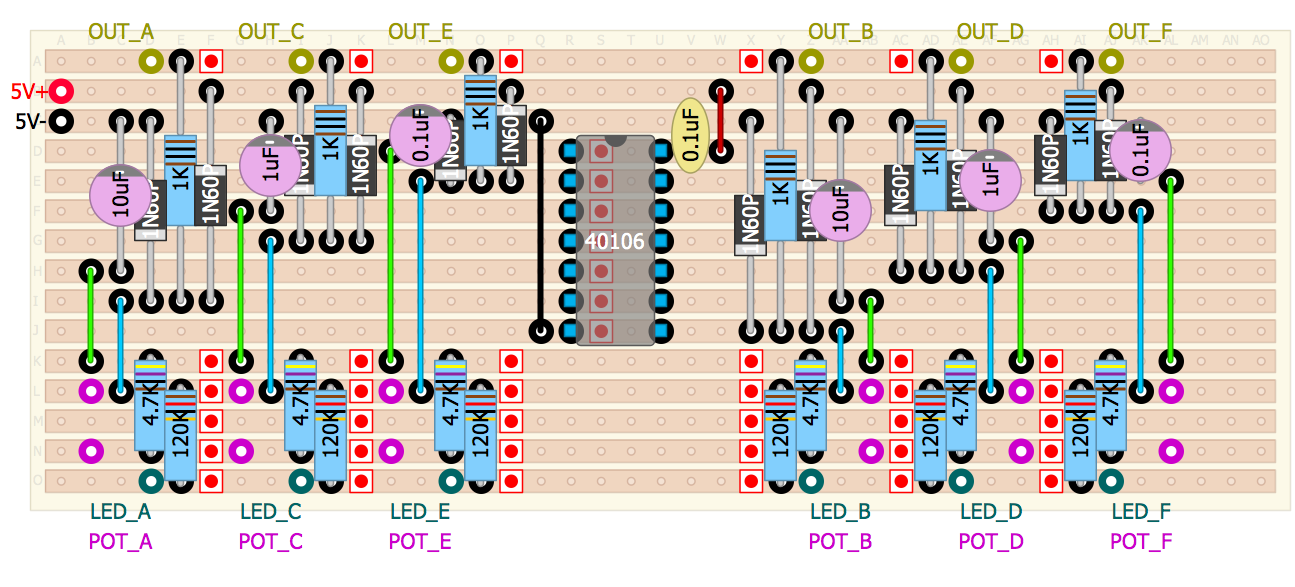 OUT_A OUT_C OUT_E OUT_B OUT_D OUT_F
A B C D E F G H I J K L M N O P Q R S T U V W X Y Z AA AB AC AD AE AF AG AH AI AJ AK AL AM AN AO
A
5V+
5V-
10uF 1N60P 1K 1N60P 1uF 1N60P 1K 1N60P 0.1uF 1N60P 1K 1N60P
40106
0.1uF
1N60P 1K 1N60P 10uF 1N60P 1K 1N60P 1uF 1N60P 1K 1N60P 0.1uF
D
E
F
G
H
I
J
K
L
M
N
O
4.7K 120K 4.7K 120K 4.7K 120K 120K 4.7K 120K 4.7K 120K 4.7K
LED_A LED_C LED_E LED_B LED_D LED_F
POT_A POT_C POT_E POT_B POT_D POT_F